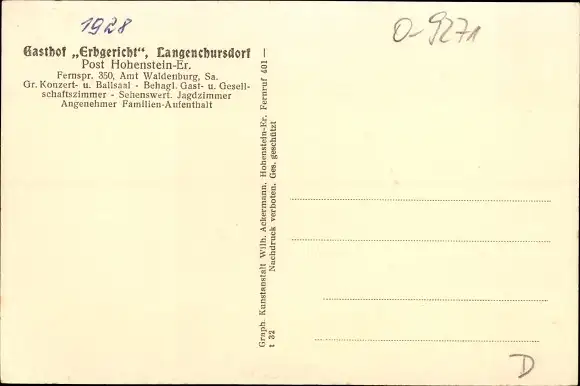 1928
O-9271
Gasthof „Erbgericht“, Langenchursdorf
Post Hohenstein-Er.
Fernspr. 350, Amt Waldenburg, Sa.
Gr. Konzert- u. Ballsaal - Behagl. Gast- u. Gesell-
schaftszimmer - Sehenswert. Jagdzimmer
Angenehmer Familien-Aufenthalt
Graph. Kunstanstalt Wilh. Ackermann, Hohenstein-Er. Fernruf 401 —
t 32 Nachdruck verboten. Ges. geschützt
D